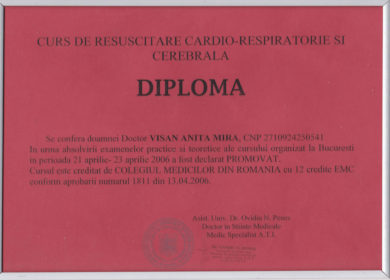 CURS DE RESUSCITARE CARDIO-RESPIRATORIE SI
CEREBRALA
DIPLOMA
Se confera doamnei Doctor VISAN ANITA MIRA, CNP 2710924250541
In urma absolvirii examenelor practice si teoretice ale cursului organizat la Bucuresti
in perioada 21 aprilie- 23 aprilie 2006 a fost declarat PROMOVAT.
Cursul este creditat de COLEGIUL MEDICILOR DIN ROMANIA cu 12 credite EMC
conform aprobarii numarul 1811 din 13.04.2006.
Asist. Univ. Dr. Ovidiu N. Penes
Doctor in Stiinte Medicale
Medic Specialist A.T.I.